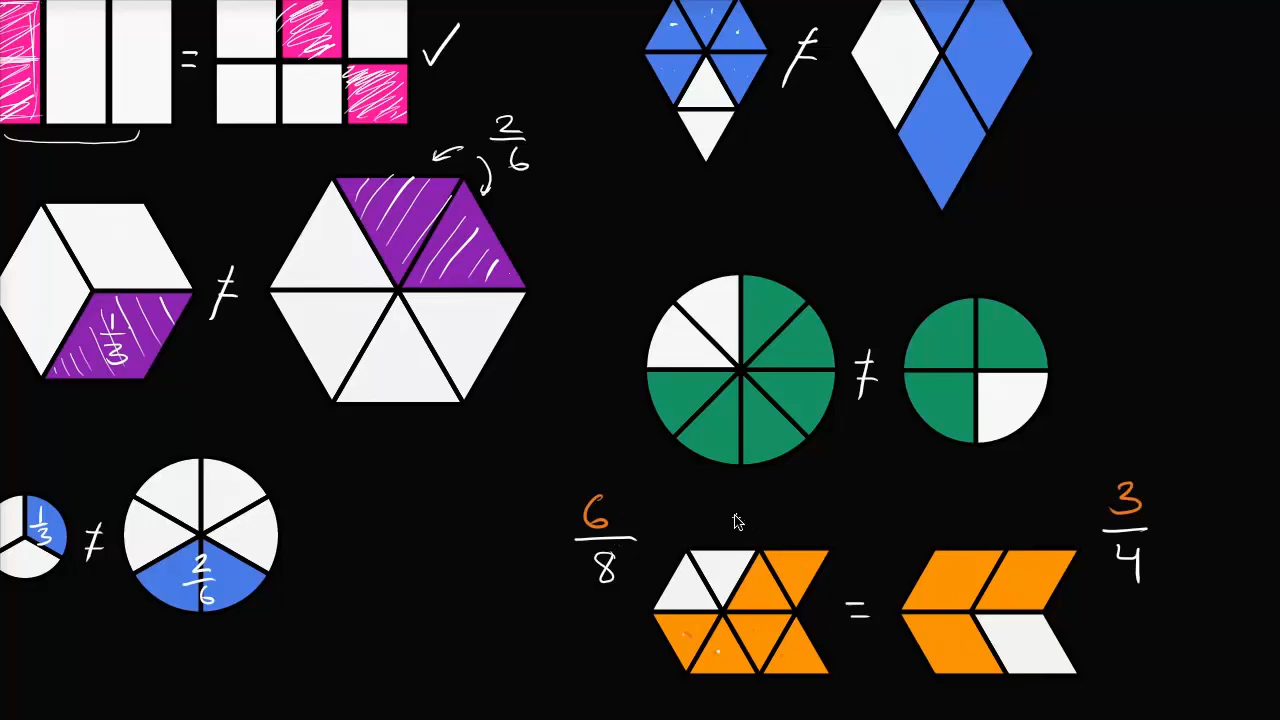 = ✓
≠
2/6
1/3 ≠
≠
1/3 ≠ 2/6
6/8 = 3/4